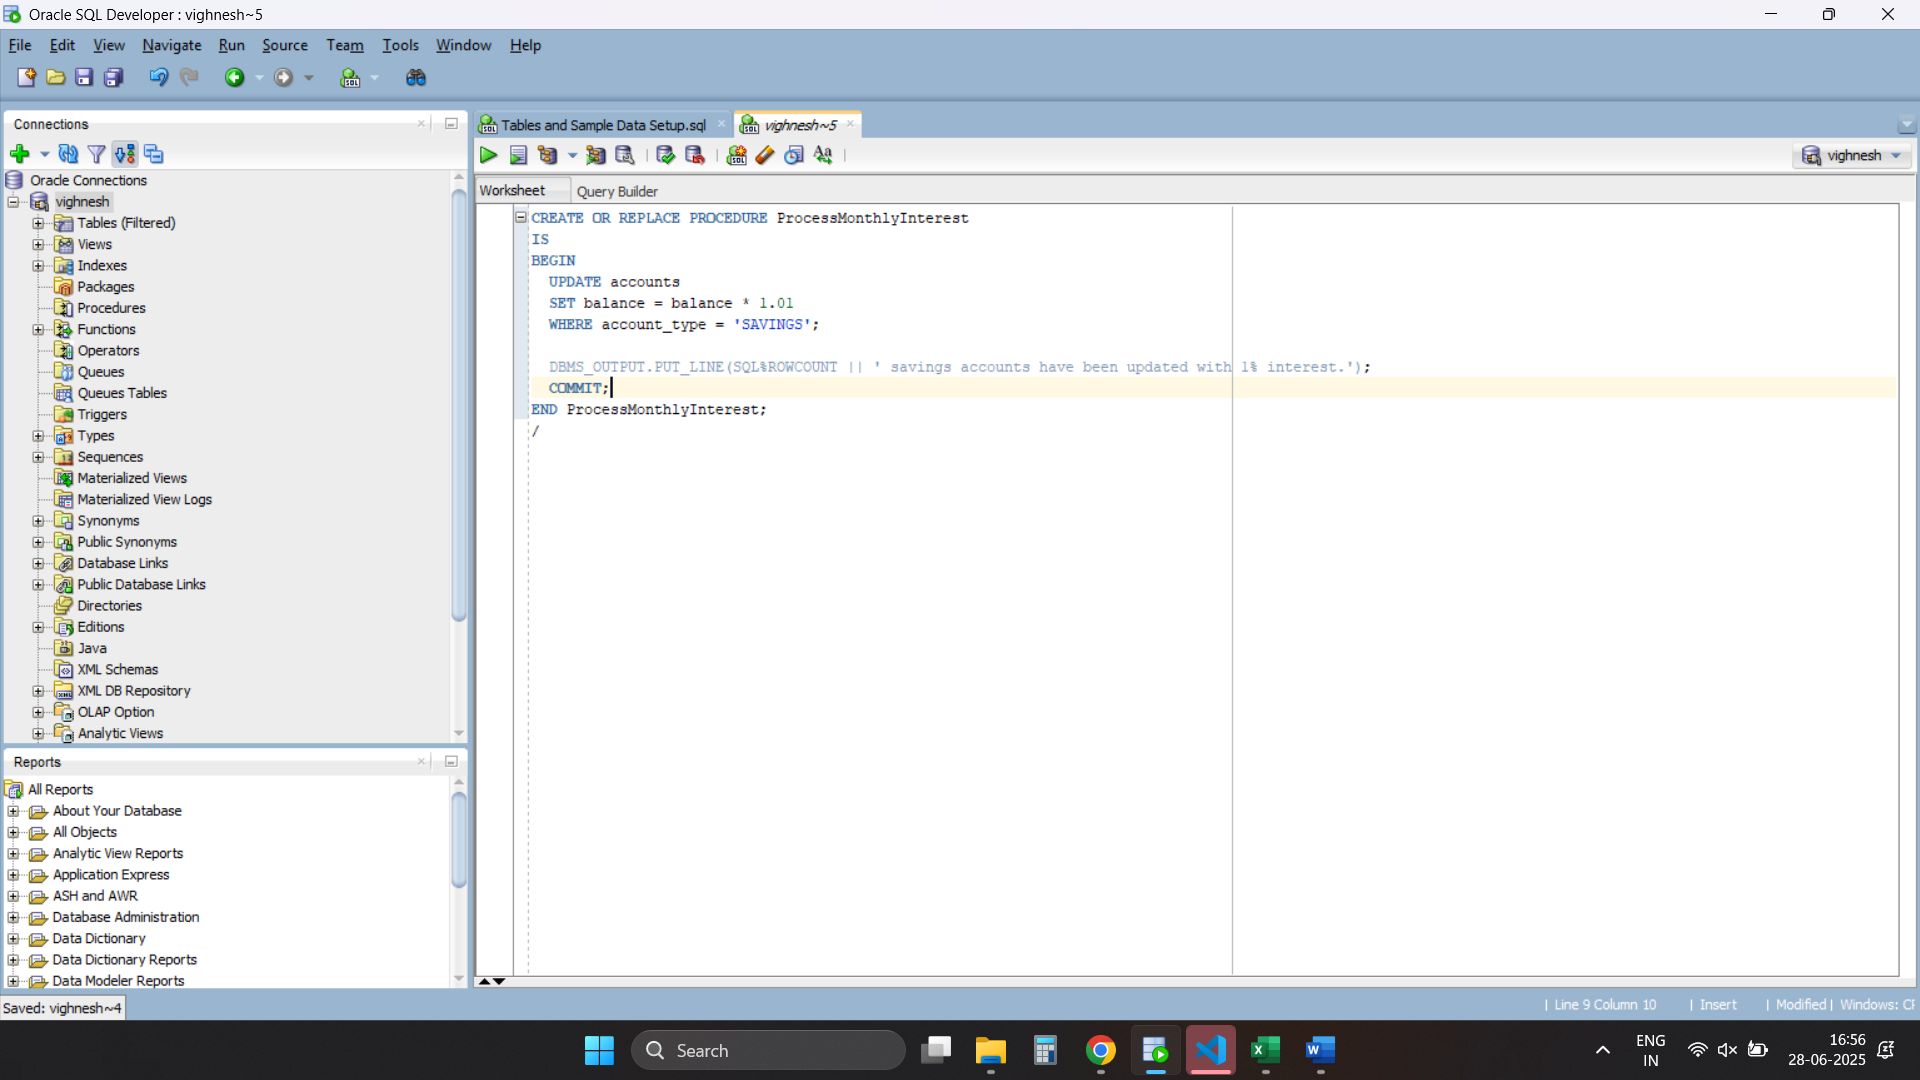 Oracle SQL Developer : vighnesh~5
File Edit View Navigate Run Source Team Tools Window Help
Connections
Oracle Connections
vighnesh
Tables (Filtered)
Views
Indexes
Packages
Procedures
Functions
Operators
Queues
Queues Tables
Triggers
Types
Sequences
Materialized Views
Materialized View Logs
Synonyms
Public Synonyms
Database Links
Public Database Links
Directories
Editions
Java
XML Schemas
XML DB Repository
OLAP Option
Analytic Views
Reports
All Reports
About Your Database
All Objects
Analytic View Reports
Application Express
ASH and AWR
Database Administration
Data Dictionary
Data Dictionary Reports
Data Modeler Reports
Tables and Sample Data Setup.sql vighnesh~5
vighnesh
Worksheet Query Builder
CREATE OR REPLACE PROCEDURE ProcessMonthlyInterest
IS
BEGIN
UPDATE accounts
SET balance = balance * 1.01
WHERE account_type = 'SAVINGS';
DBMS_OUTPUT.PUT_LINE(SQL%ROWCOUNT || ' savings accounts have been updated with 1% interest.');
COMMIT;
END ProcessMonthlyInterest;
/
Saved: vighnesh~4
| Line 9 Column 10 | Insert | Modified | Windows: CR
Search
ENG
IN
16:56
28-06-2025